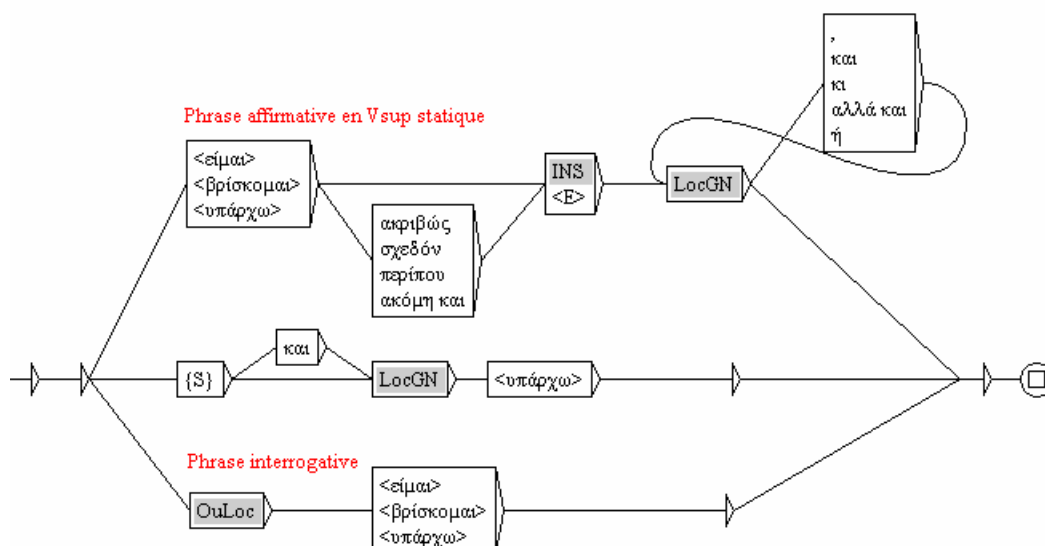 ,
και
κι
αλλά και
ή
Phrase affirmative en Vsup statique
<είμαι>
<βρίσκομαι>
<υπάρχω>
INS
<E>
LocGN
ακριβώς
σχεδόν
περίπου
ακόμη και
και
{S}
LocGN
<υπάρχω>
Phrase interrogative
OuLoc
<είμαι>
<βρίσκομαι>
<υπάρχω>